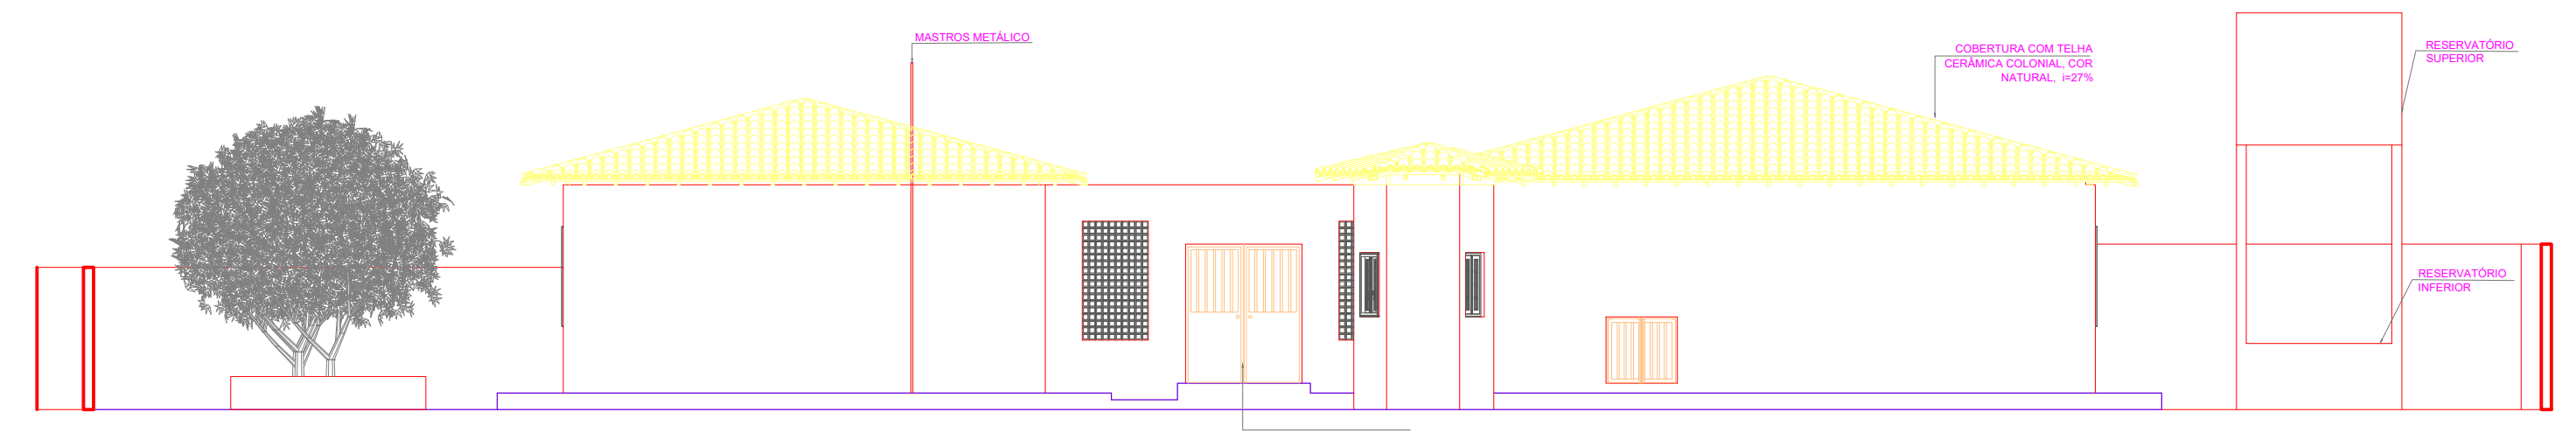 MASTROS METÁLICO
COBERTURA COM TELHA
CERÂMICA COLONIAL, COR
NATURAL, i=27%
RESERVATÓRIO
SUPERIOR
RESERVATÓRIO
INFERIOR